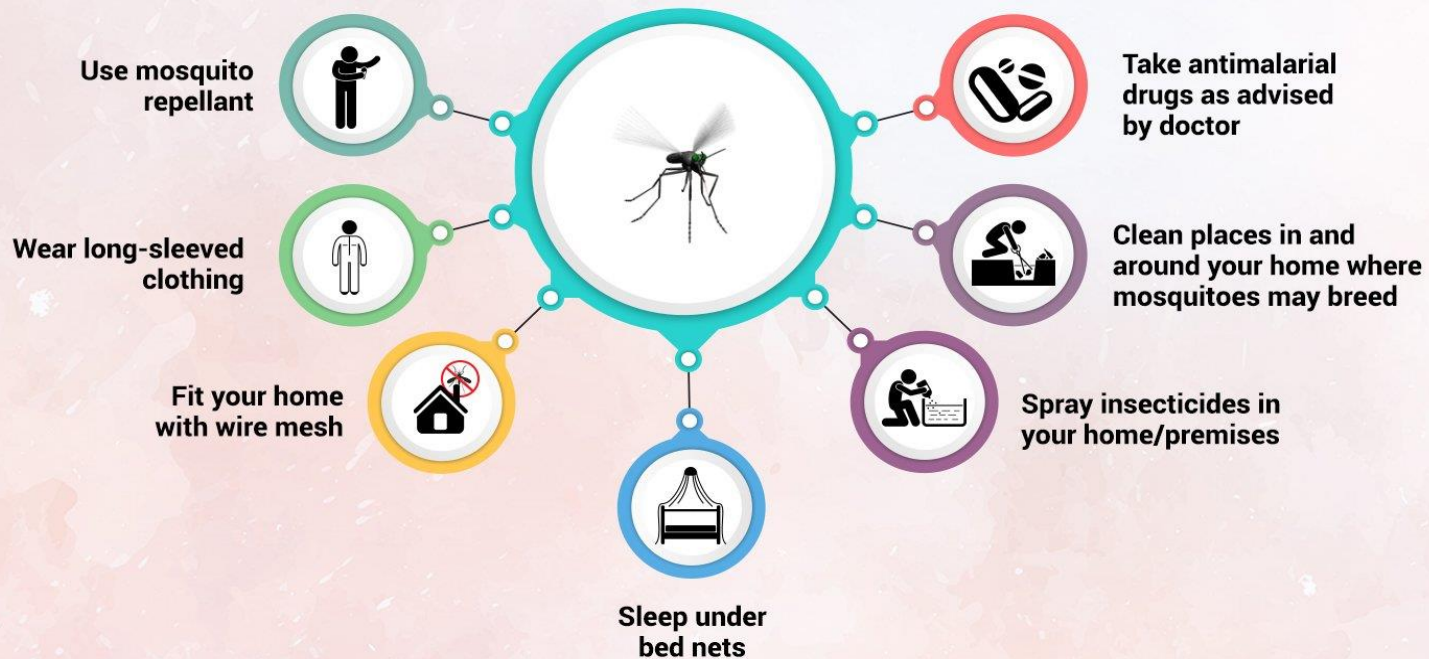 Use mosquito
repellant
Wear long-sleeved
clothing
Fit your home
with wire mesh
Sleep under
bed nets
Spray insecticides in
your home/premises
Clean places in and
around your home where
mosquitoes may breed
Take antimalarial
drugs as advised
by doctor